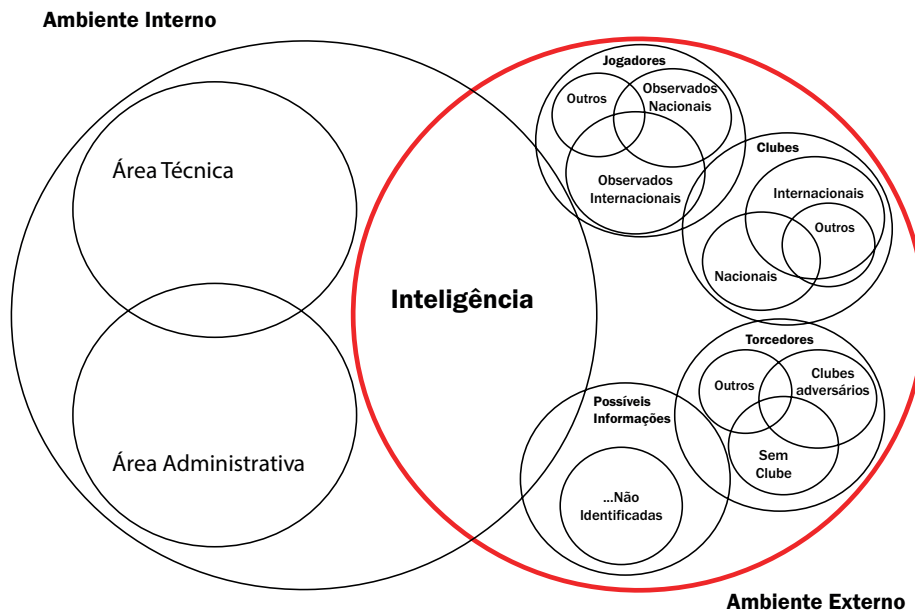 Ambiente Interno
Área Técnica
Área Administrativa
Inteligência
Jogadores
Outros
Observados
Nacionais
Observados
Internacionais
Clubes
Internacionais
Outros
Nacionais
Torcedores
Outros
Clubes
adversários
Sem
Clube
Possíveis
Informações
...Não
Identificadas
Ambiente Externo